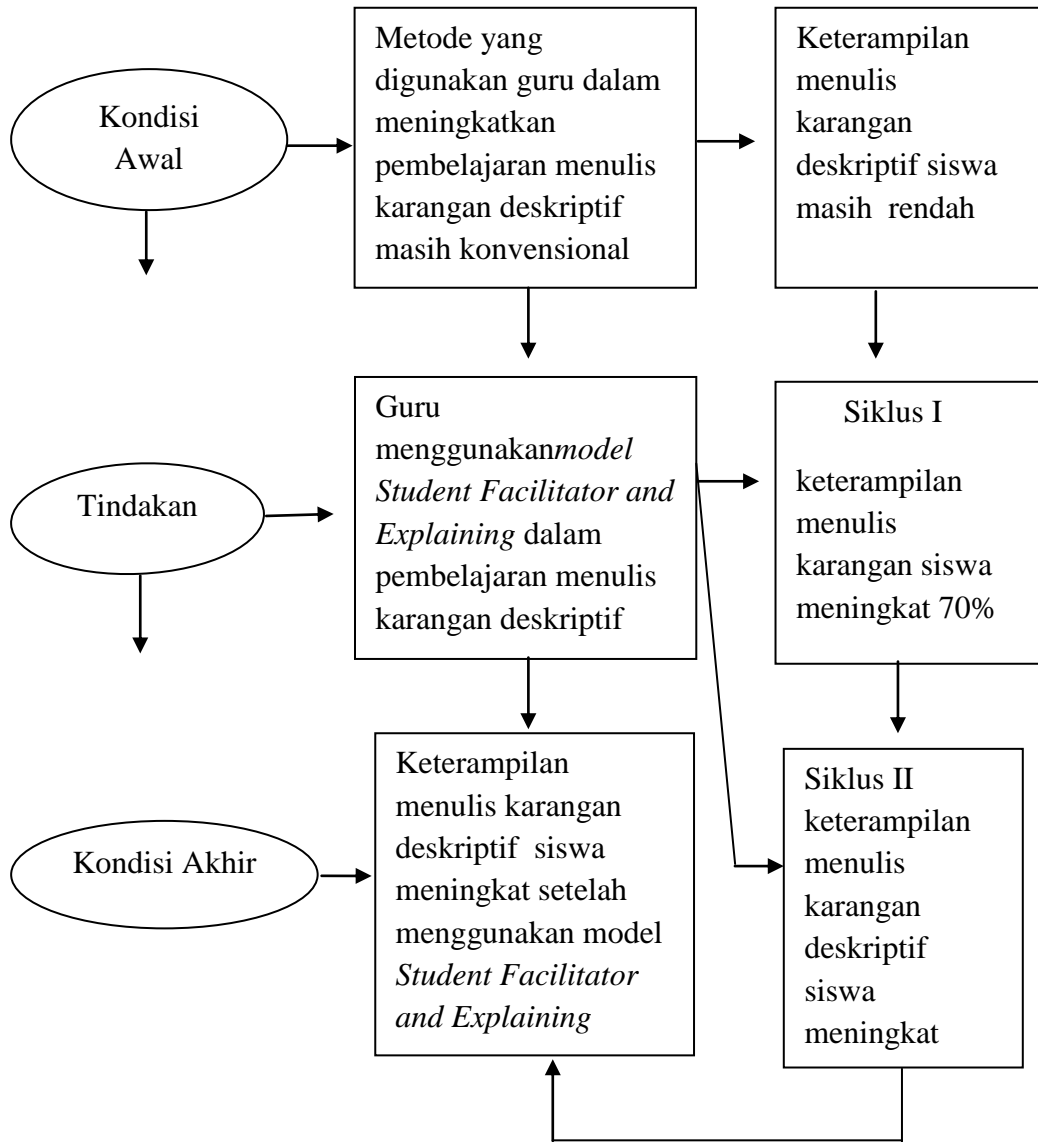 Kondisi
Awal
Metode yang
digunakan guru dalam
meningkatkan
pembelajaran menulis
karangan deskriptif
masih konvensional
Keterampilan
menulis
karangan
deskriptif siswa
masih  rendah
Tindakan
Guru
menggunakanmodel
Student Facilitator and
Explaining dalam
pembelajaran menulis
karangan deskriptif
Siklus I
keterampilan
menulis
karangan siswa
meningkat 70%
Kondisi Akhir
Keterampilan
menulis karangan
deskriptif  siswa
meningkat setelah
menggunakan model
Student Facilitator
and Explaining
Siklus II
keterampilan
menulis
karangan
deskriptif
siswa
meningkat